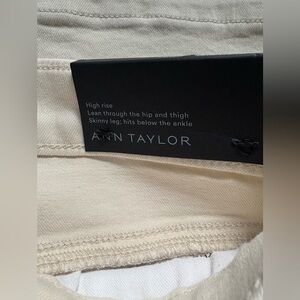 High rise
Lean through the hip and thigh
Skinny leg; hits below the ankle
ANN TAYLOR